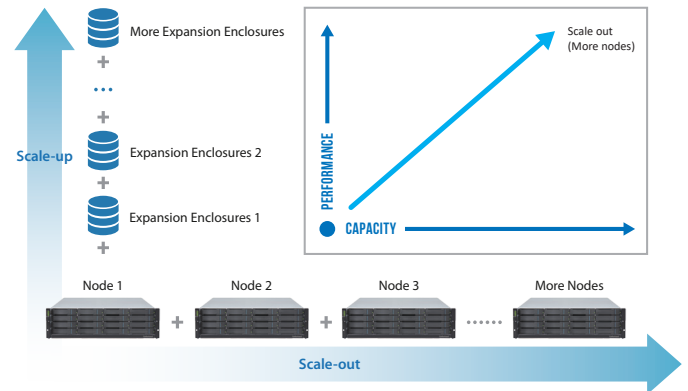 More Expansion Enclosures
+
...
+
Scale-up
Expansion Enclosures 2
+
Expansion Enclosures 1
+
Scale out
(More nodes)
PERFORMANCE
CAPACITY
Node 1
Node 2
Node 3
More Nodes
+
+
......
Scale-out